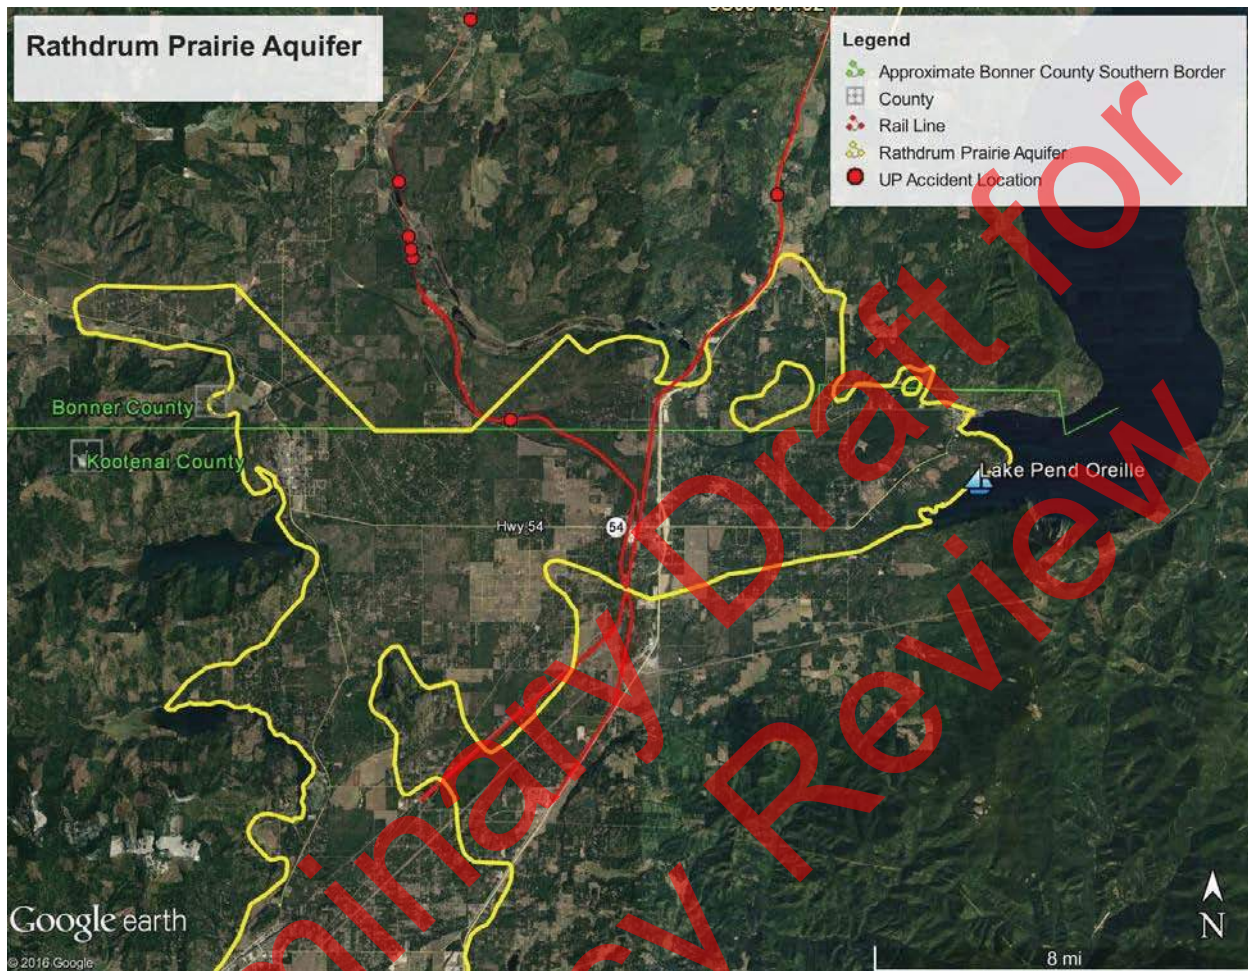 Rathdrum Prairie Aquifer
Legend
Approximate Bonner County Southern Border
County
Rail Line
Rathdrum Prairie Aquifer
UP Accident Location
Bonner County
Kootenai County
Lake Pend Oreille
Hwy 54
54
Draft for
Review
Google earth
© 2016 Google
N
8 mi